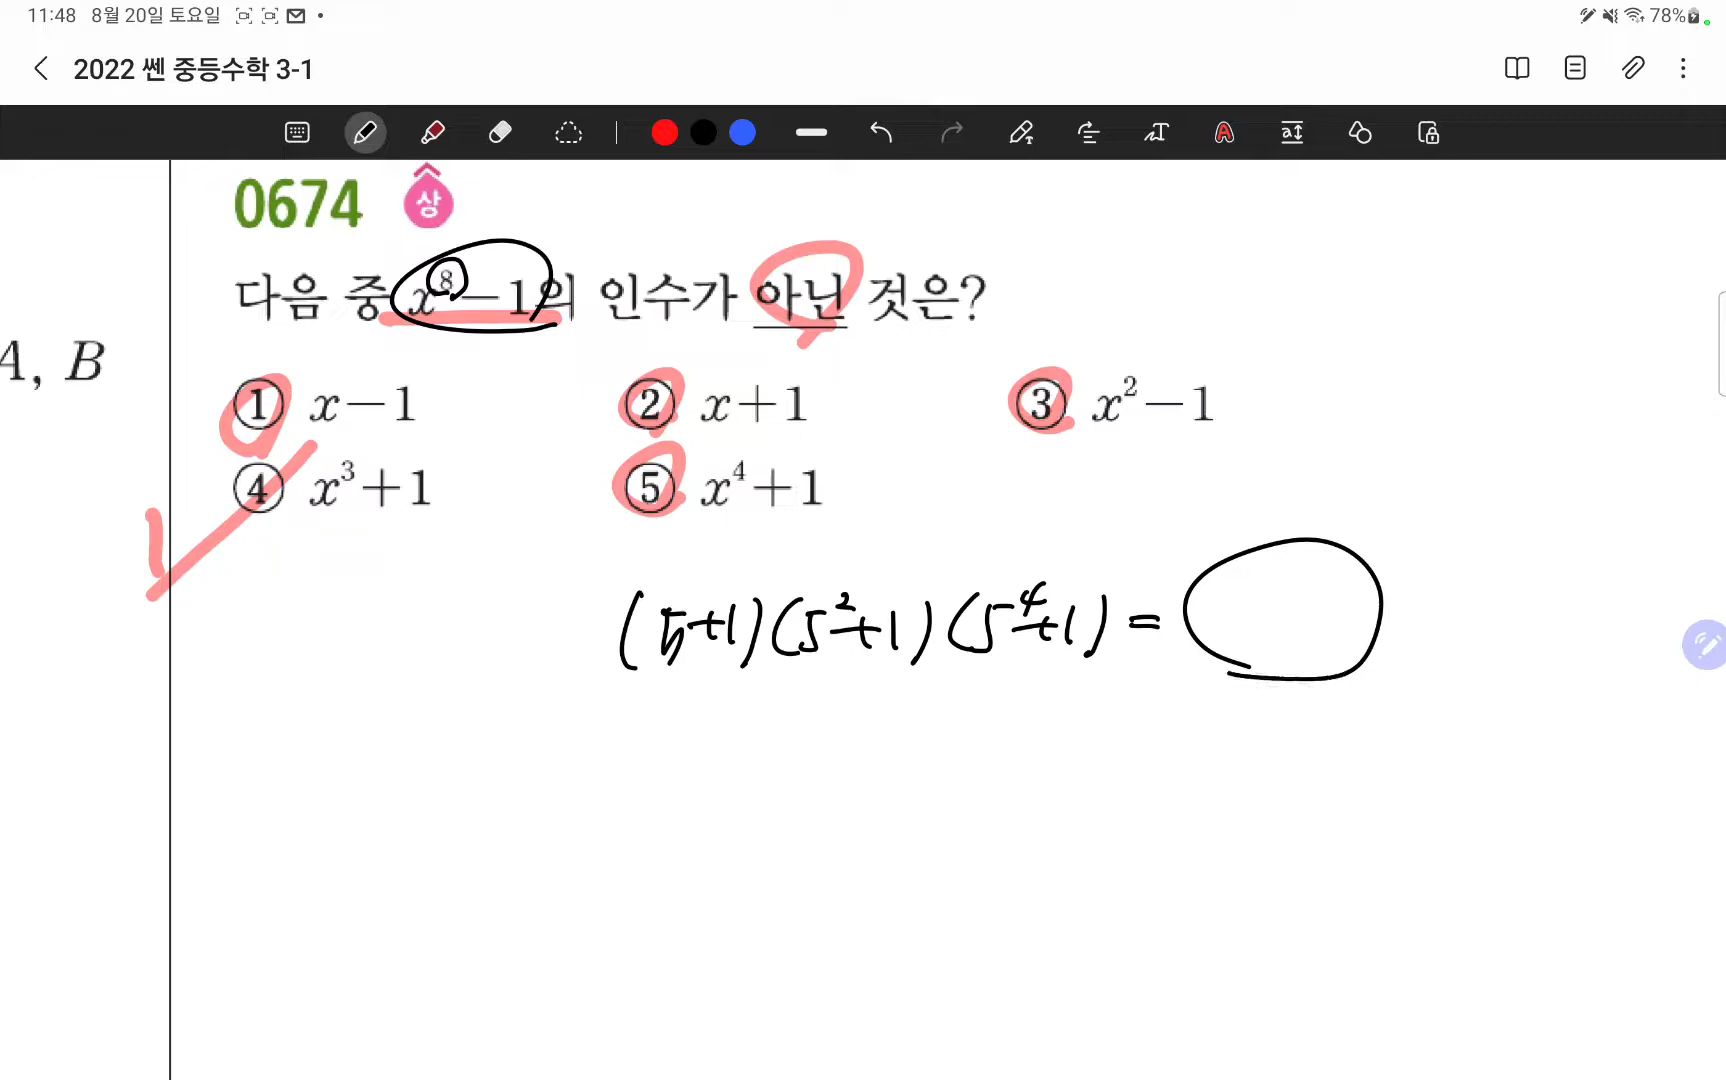 11:48 8월 20일 토요일 78%
2022 쎈 중등수학 3-1
0674 상
다음 중 x⁸-1의 인수가 아닌 것은?
A, B
① x-1 ② x+1 ③ x²-1
④ x³+1 ⑤ x⁴+1
(5+1)(5²+1)(5⁴+1)=